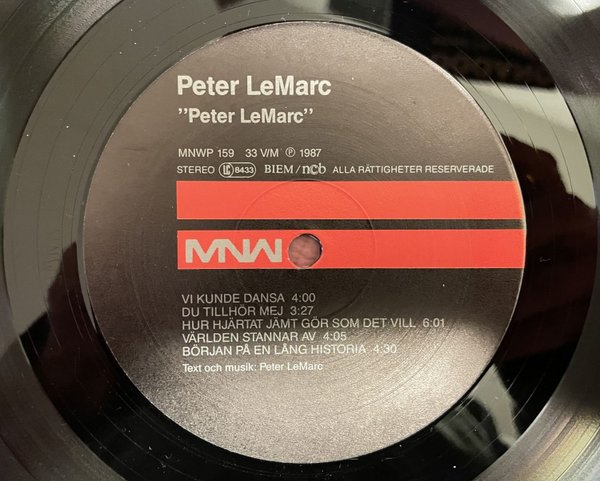 Peter LeMarc
"Peter LeMarc"
MNWP 159 33 V/M ℗ 1987
STEREO LC 8433 BIEM/ncb ALLA RÄTTIGHETER RESERVERADE
MNW
VI KUNDE DANSA 4:00
DU TILLHÖR MEJ 3:27
HUR HJÄRTAT JÄMT GÖR SOM DET VILL 6:01
VÄRLDEN STANNAR AV 4:05
BÖRJAN PÅ EN LÅNG HISTORIA 4:30
Text och musik: Peter LeMarc